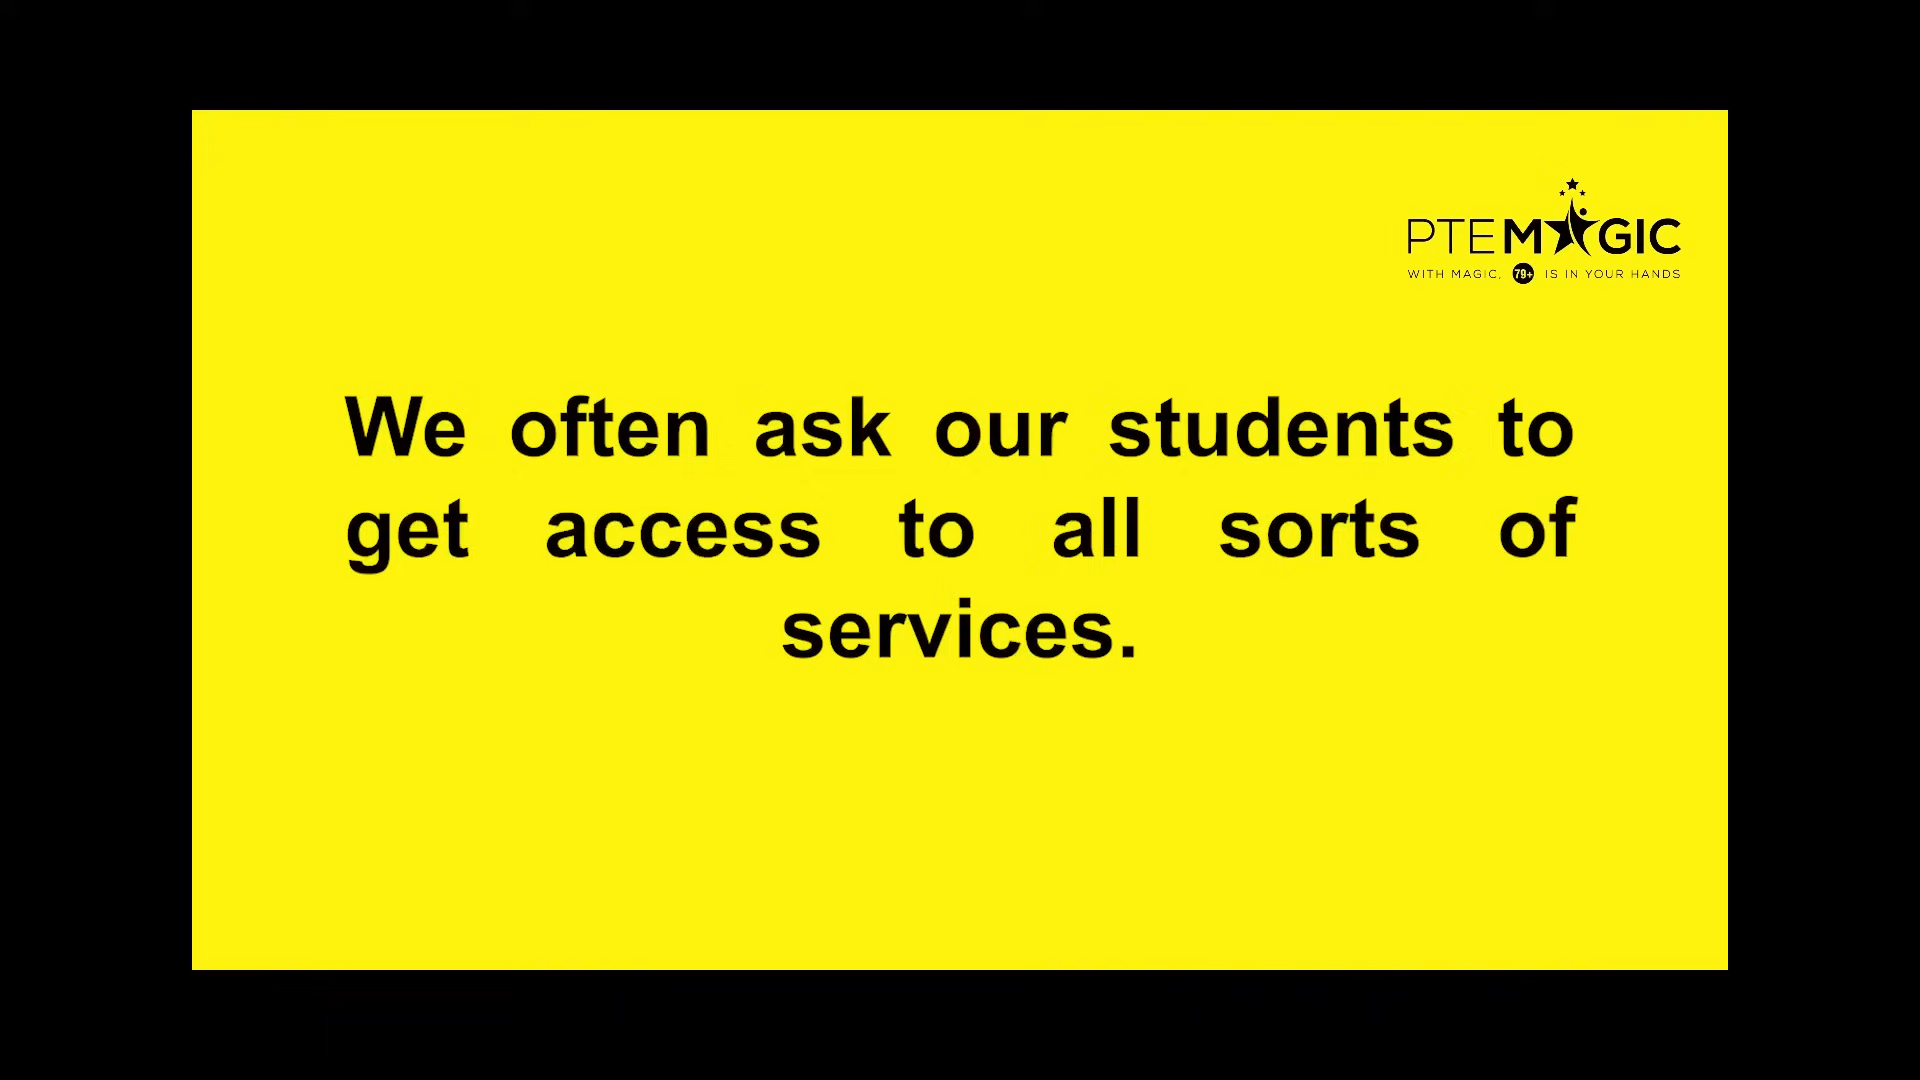 PTEMAGIC
WITH MAGIC, 79+ IS IN YOUR HANDS
We often ask our students to
get access to all sorts of
services.